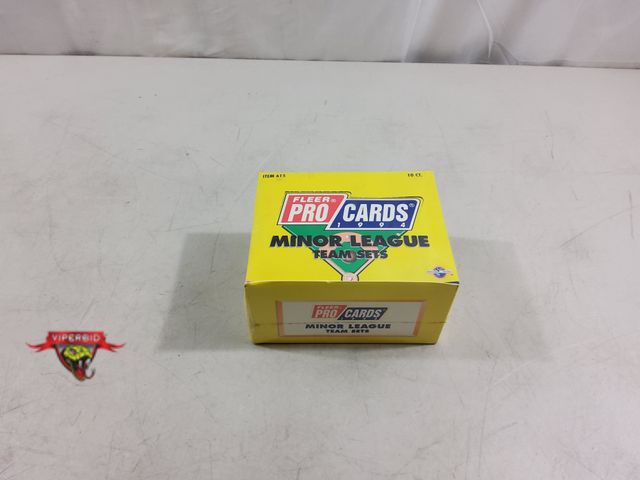 ITEM 615 10 CT.
FLEER®
PRO CARDS®
1994
MINOR LEAGUE
TEAM SETS
FLEER
PRO CARDS
MINOR LEAGUE
TEAM SETS
VIPERBID